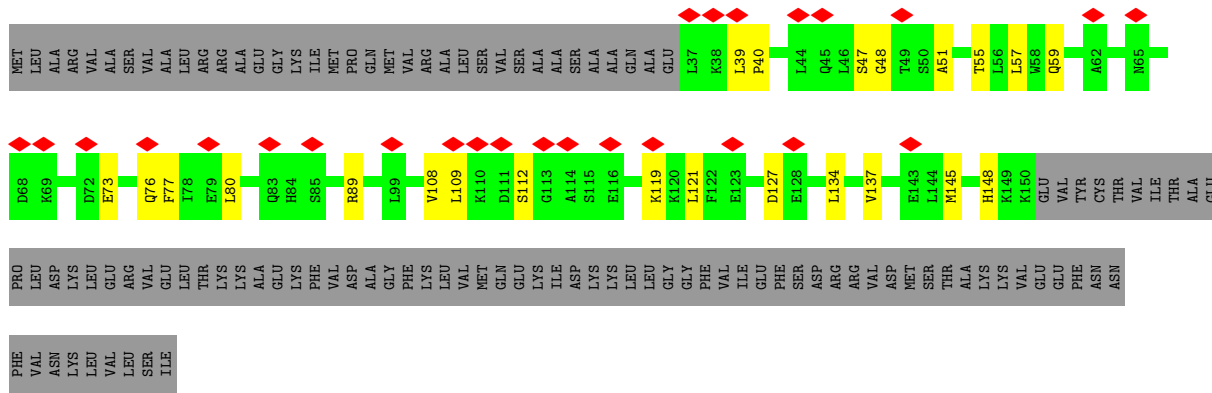 MET LEU ALA ARG VAL ALA SER VAL ALA LEU ARG ARG ALA GLU GLY LYS ILE MET PRO GLN MET VAL ARG ALA LEU SER VAL SER ALA ALA SER ALA ALA GLN ALA GLU L37 K38 L39 P40 L44 Q45 L46 S47 G48 T49 S50 A51 T55 L56 L57 W58 Q59 A62 N65
D68 K69 D72 E73 Q76 F77 I78 E79 L80 Q83 H84 S85 R89 L99 V108 L109 K110 D111 S112 G113 A114 S115 E116 K119 K120 L121 F122 E123 D127 E128 L134 V137 E143 L144 M145 H148 K149 K150 GLU VAL TYR CYS THR VAL ILE THR ALA GLU
PRO LEU ASP LYS LEU GLU ARG VAL GLU LEU THR LYS LYS ALA GLU LYS PHE VAL ASP ALA GLY PHE LYS LEU VAL MET GLN GLU LYS ILE ASP LYS LYS LEU LEU GLY GLY PHE VAL ILE GLU PHE SER ASP ARG ARG VAL ASP MET SER THR ALA LYS LYS VAL GLU GLU PHE ASN ASN
PHE VAL ASN LYS LEU VAL LEU SER ILE